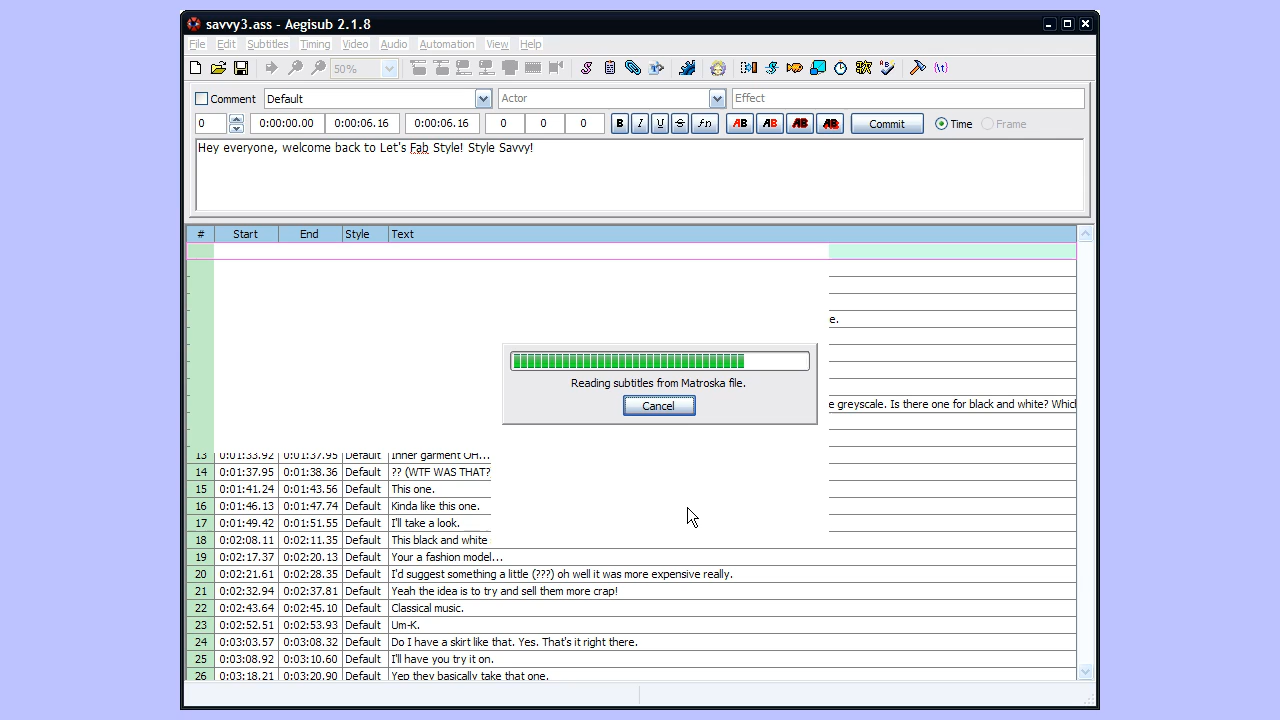 savvy3.ass - Aegisub 2.1.8
File Edit Subtitles Timing Video Audio Automation View Help
50%
Comment Default Actor Effect
0 0:00:00.00 0:00:06.16 0:00:06.16 0 0 0 B I U S fn AB AB AB AB Commit Time Frame
Hey everyone, welcome back to Let's Fab Style! Style Savvy!
# Start End Style Text
e.
Reading subtitles from Matroska file.
Cancel
e greyscale. Is there one for black and white? Which
13 0:01:33.92 0:01:37.95 Default Inner garment OH...
14 0:01:37.95 0:01:38.36 Default ?? (WTF WAS THAT?
15 0:01:41.24 0:01:43.56 Default This one.
16 0:01:46.13 0:01:47.74 Default Kinda like this one.
17 0:01:49.42 0:01:51.55 Default I'll take a look.
18 0:02:08.11 0:02:11.35 Default This black and white
19 0:02:17.37 0:02:20.13 Default Your a fashion model...
20 0:02:21.61 0:02:28.35 Default I'd suggest something a little (???) oh well it was more expensive really.
21 0:02:32.94 0:02:37.81 Default Yeah the idea is to try and sell them more crap!
22 0:02:43.64 0:02:45.10 Default Classical music.
23 0:02:52.51 0:02:53.93 Default Um-K.
24 0:03:03.57 0:03:08.32 Default Do I have a skirt like that. Yes. That's it right there.
25 0:03:08.92 0:03:10.60 Default I'll have you try it on.
26 0:03:18.21 0:03:20.90 Default Yep they basically take that one.